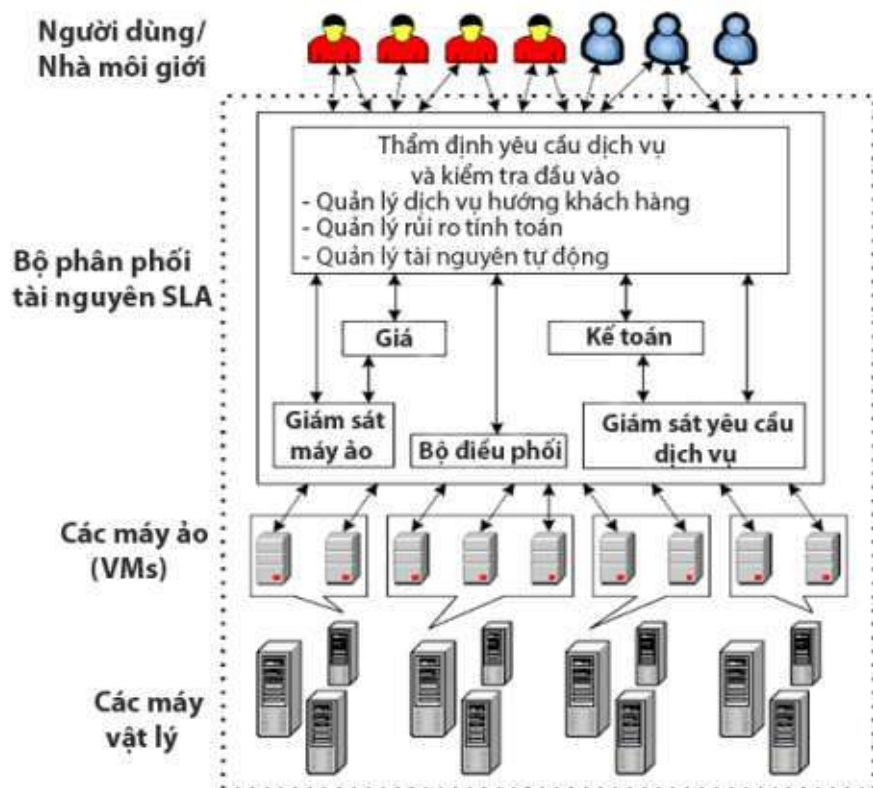 Người dùng/
Nhà môi giới
Thẩm định yêu cầu dịch vụ
và kiểm tra đầu vào
- Quản lý dịch vụ hướng khách hàng
- Quản lý rủi ro tính toán
- Quản lý tài nguyên tự động
Bộ phân phối
tài nguyên SLA
Giá
Kế toán
Giám sát
máy ảo
Bộ điều phối
Giám sát yêu cầu
dịch vụ
Các máy ảo
(VMs)
Các máy
vật lý